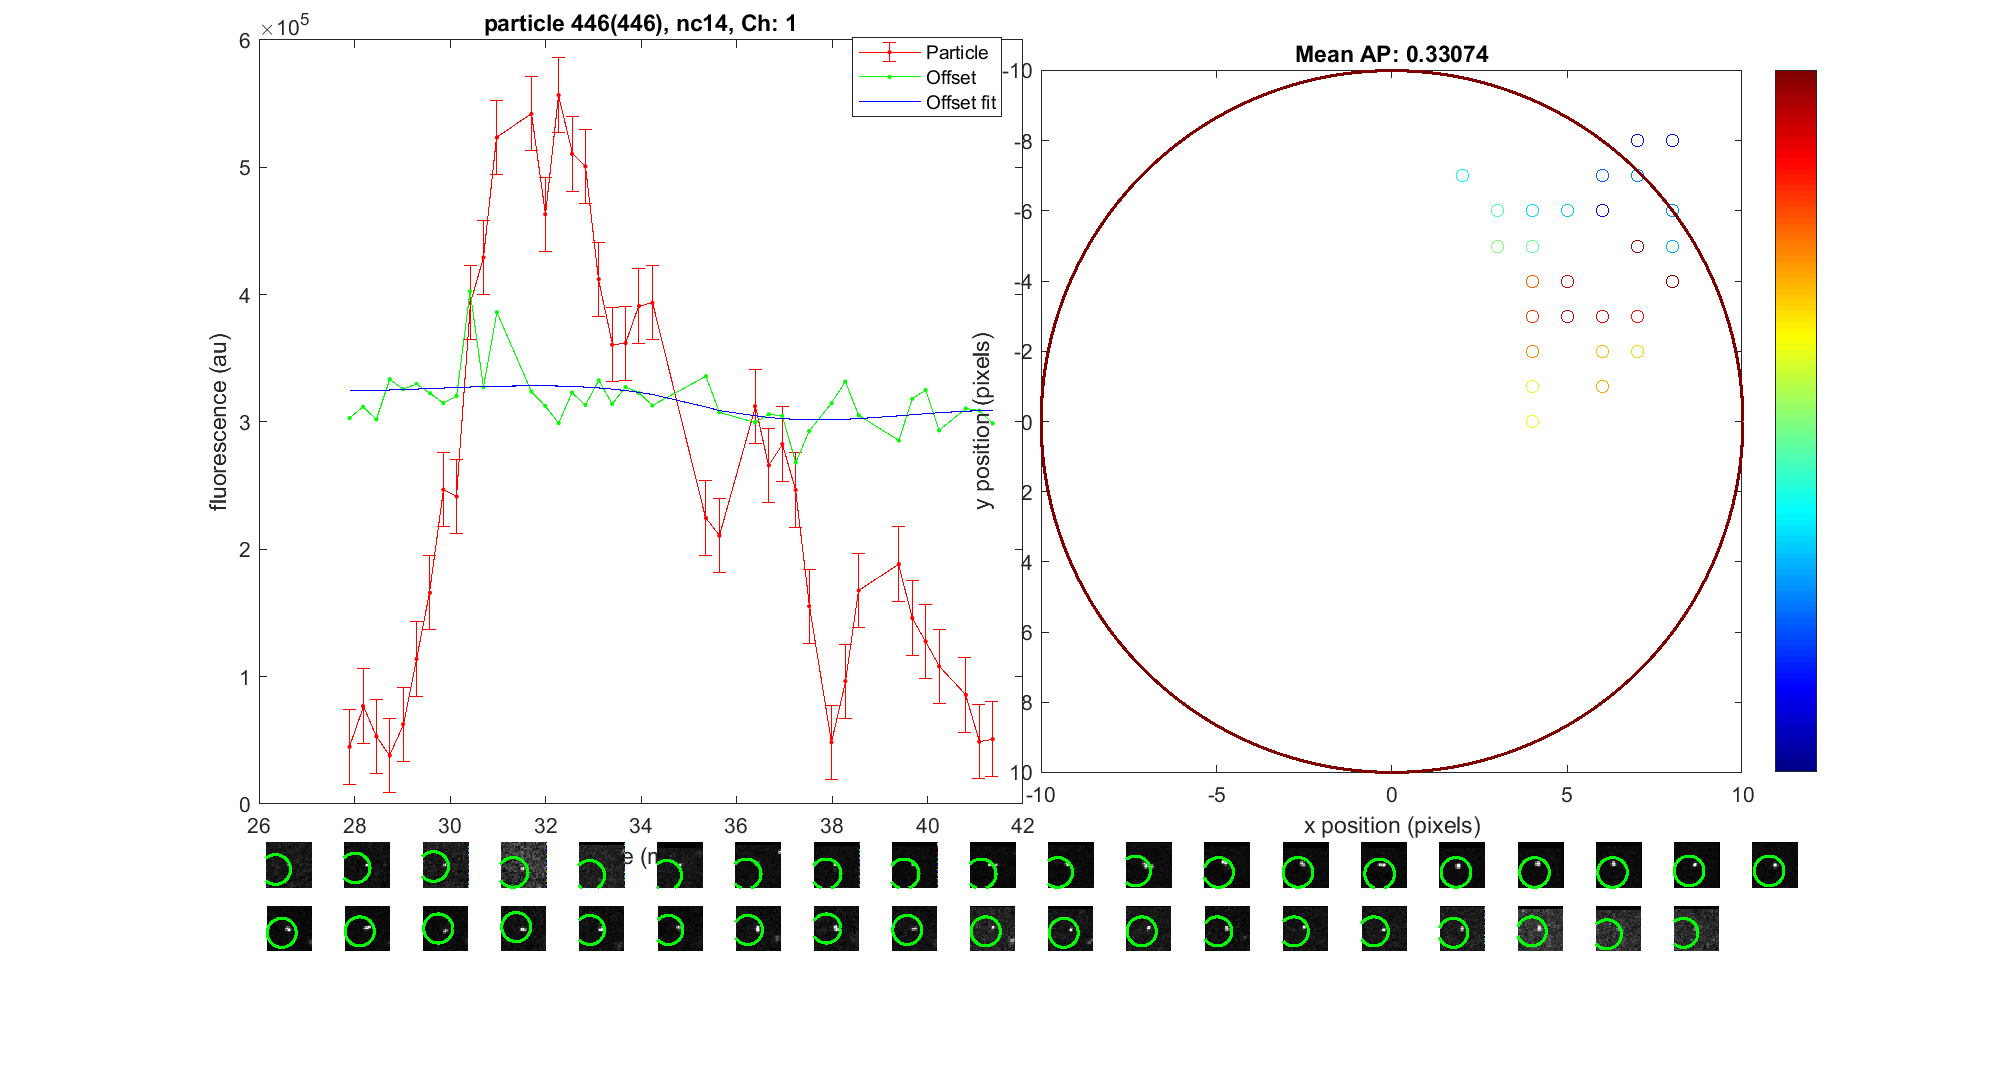 particle 446(446), nc14, Ch: 1
×10^5
6
5
4
3
2
1
0
fluorescence (au)
26 28 30 32 34 36 38 40 42
Particle
Offset
Offset fit
Mean AP: 0.33074
-10
-8
-6
-4
-2
0
2
4
6
8
10
y position (pixels)
-10 -5 0 5 10
x position (pixels)